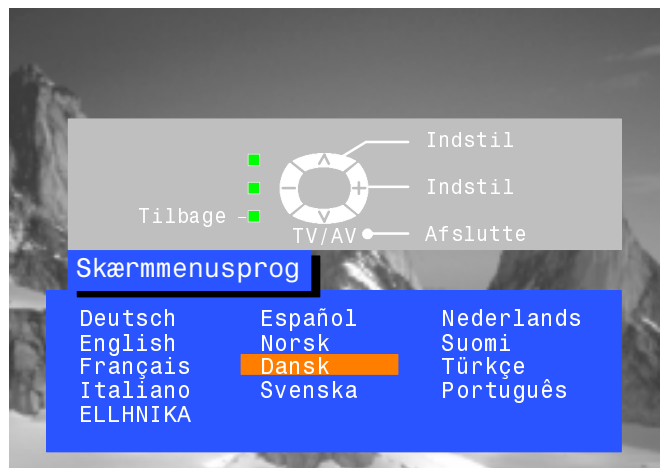 Indstil
Indstil
Tilbage
TV/AV Afslutte
Skærmmenusprog
Deutsch Español Nederlands
English Norsk Suomi
Français Dansk Türkçe
Italiano Svenska Português
ELLHNIKA